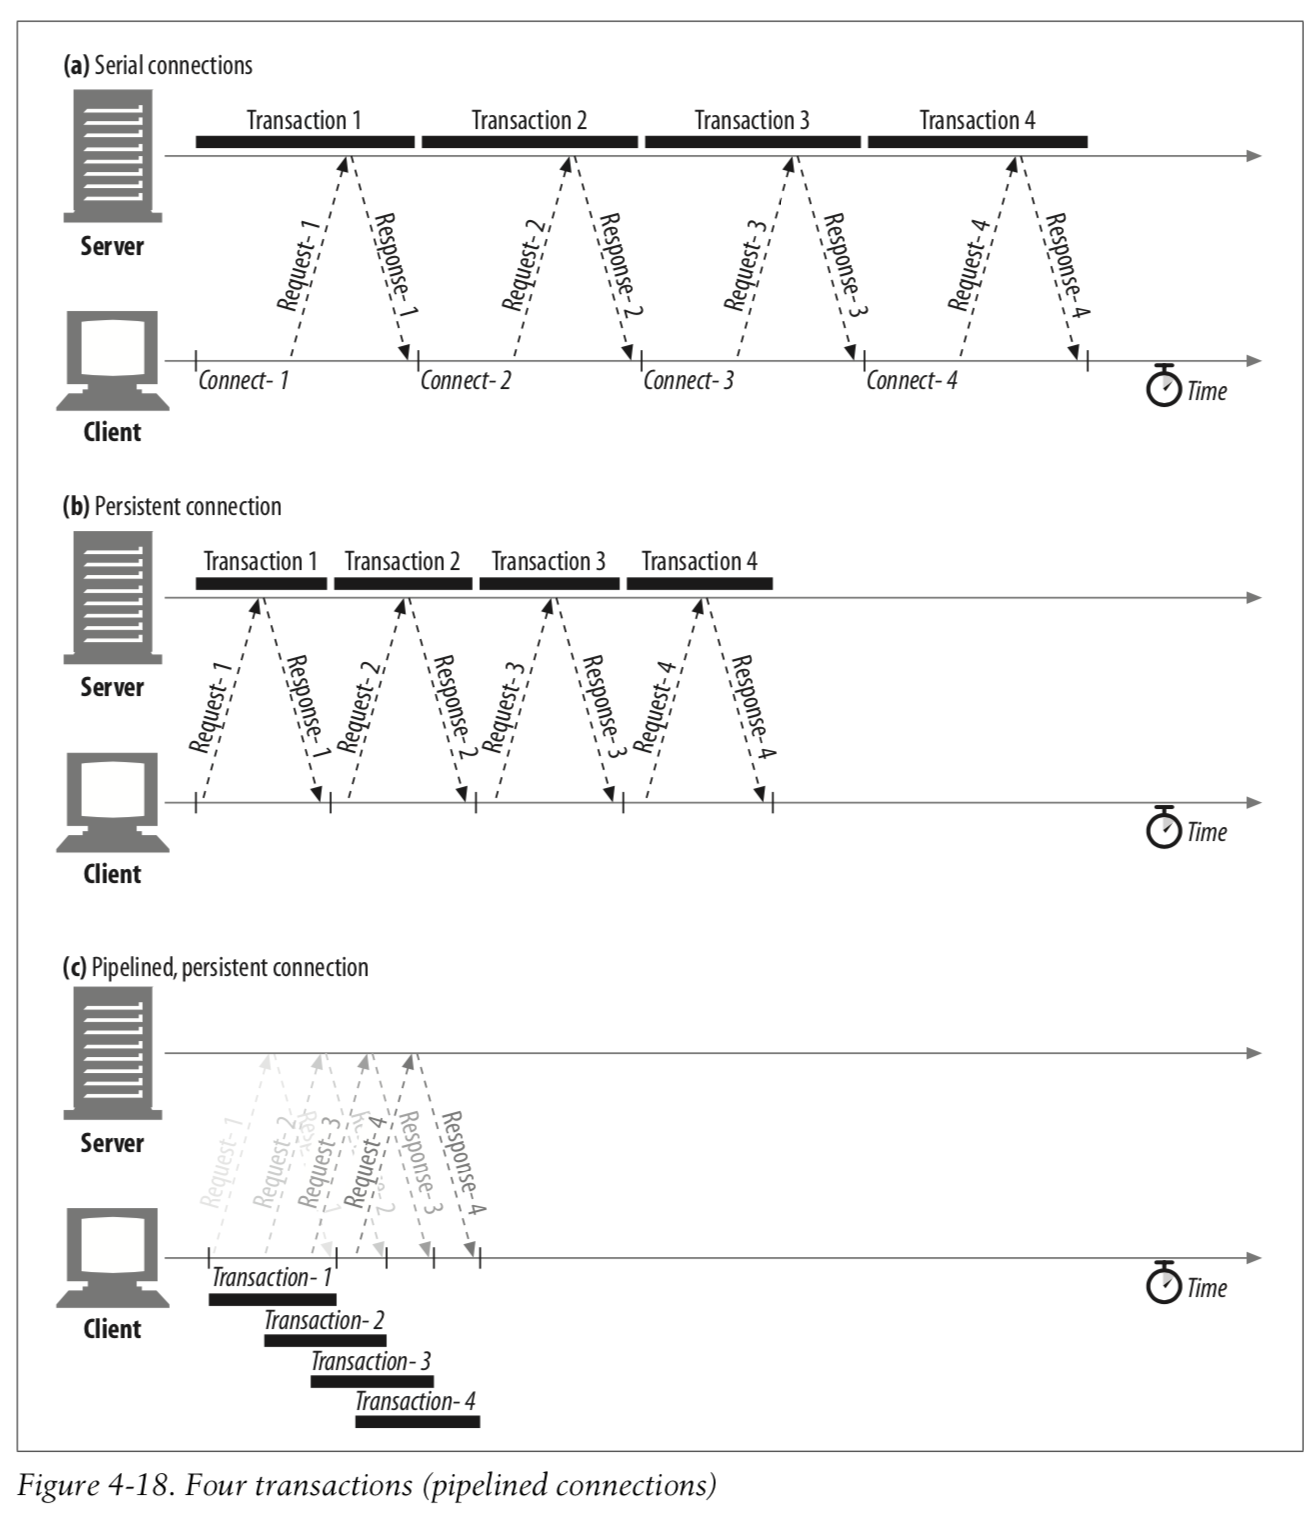 (a) Serial connections
Transaction 1
Transaction 2
Transaction 3
Transaction 4
Request- 1
Response- 1
Request- 2
Response- 2
Request- 3
Response- 3
Request- 4
Response- 4
Server
Connect- 1
Connect- 2
Connect- 3
Connect- 4
Time
Client
(b) Persistent connection
Transaction 1
Transaction 2
Transaction 3
Transaction 4
Request- 1
Response- 1
Request- 2
Response- 2
Request- 3
Response- 3
Request- 4
Response- 4
Server
Time
Client
(c) Pipelined, persistent connection
Request- 1
Request- 2
Request- 3
Request- 4
Response- 3
Response- 4
Server
Transaction- 1
Time
Client
Transaction- 2
Transaction- 3
Transaction- 4
Figure 4-18. Four transactions (pipelined connections)